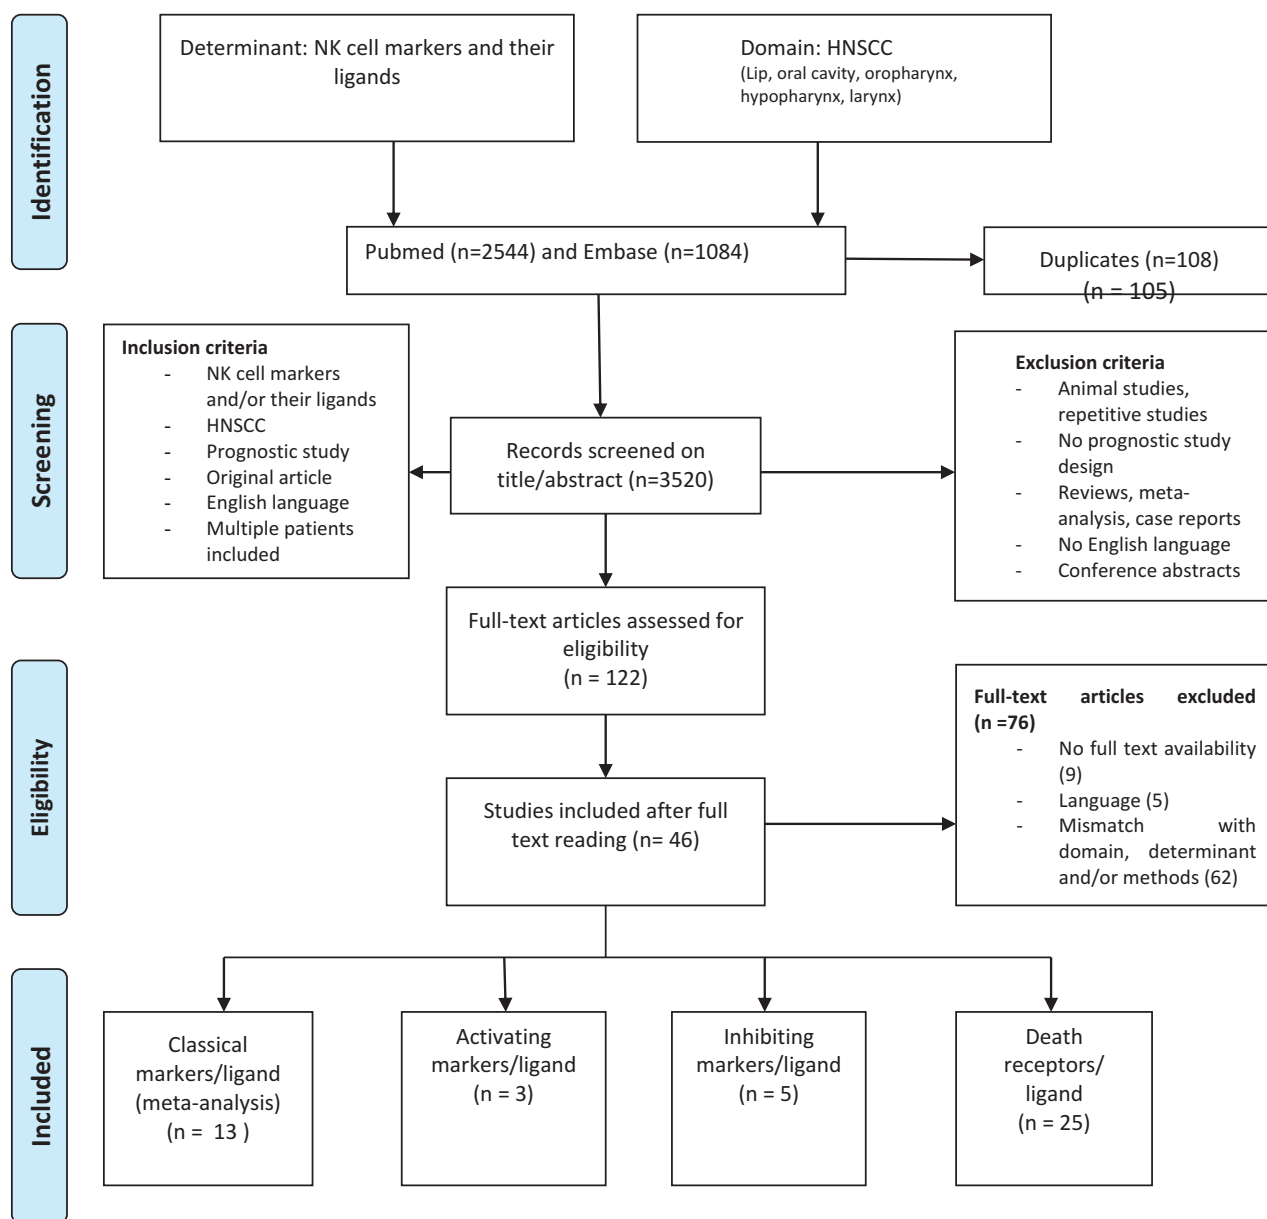 Identification
Determinant: NK cell markers and their
ligands
Domain: HNSCC
(Lip, oral cavity, oropharynx,
hypopharynx, larynx)
Pubmed (n=2544) and Embase (n=1084)
Duplicates (n=108)
(n = 105)
Screening
Inclusion criteria
- NK cell markers
and/or their ligands
- HNSCC
- Prognostic study
- Original article
- English language
- Multiple patients
included
Records screened on
title/abstract (n=3520)
Exclusion criteria
- Animal studies,
repetitive studies
- No prognostic study
design
- Reviews, meta-
analysis, case reports
- No English language
- Conference abstracts
Full-text articles assessed for
eligibility
(n = 122)
Eligibility
Studies included after full
text reading (n= 46)
Full-text articles excluded
(n =76)
- No full text availability
(9)
- Language (5)
- Mismatch with
domain, determinant
and/or methods (62)
Included
Classical
markers/ligand
(meta-analysis)
(n = 13 )
Activating
markers/ligand
(n = 3)
Inhibiting
markers/ligand
(n = 5)
Death
receptors/
ligand
(n = 25)